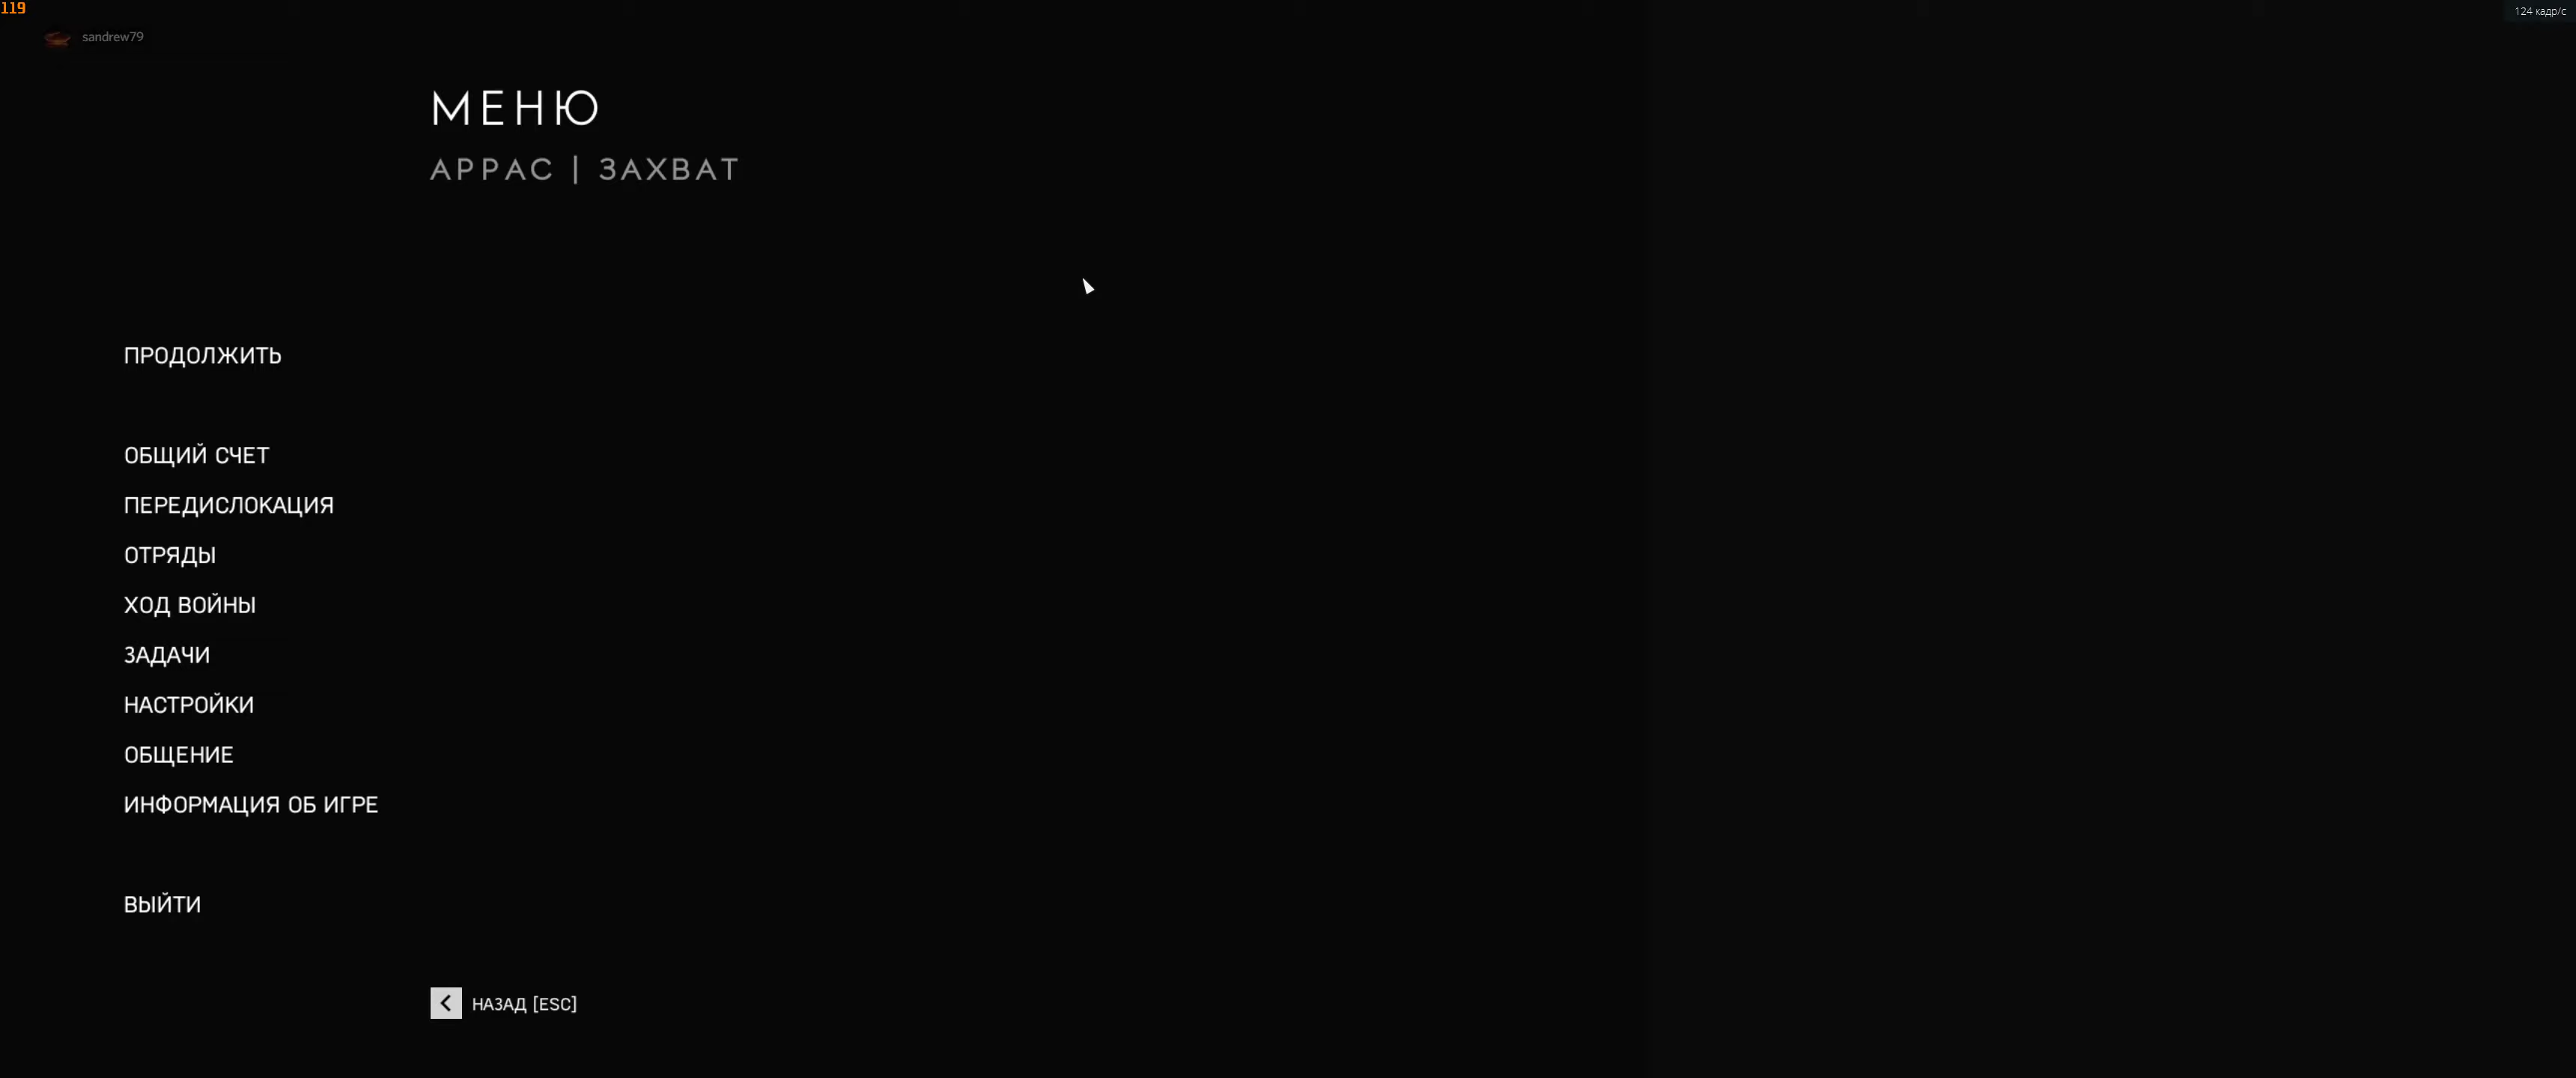 119
124 кадр/с
sandrew79
МЕНЮ
АРРАС | ЗАХВАТ
ПРОДОЛЖИТЬ
ОБЩИЙ СЧЕТ
ПЕРЕДИСЛОКАЦИЯ
ОТРЯДЫ
ХОД ВОЙНЫ
ЗАДАЧИ
НАСТРОЙКИ
ОБЩЕНИЕ
ИНФОРМАЦИЯ ОБ ИГРЕ
ВЫЙТИ
НАЗАД [ESC]